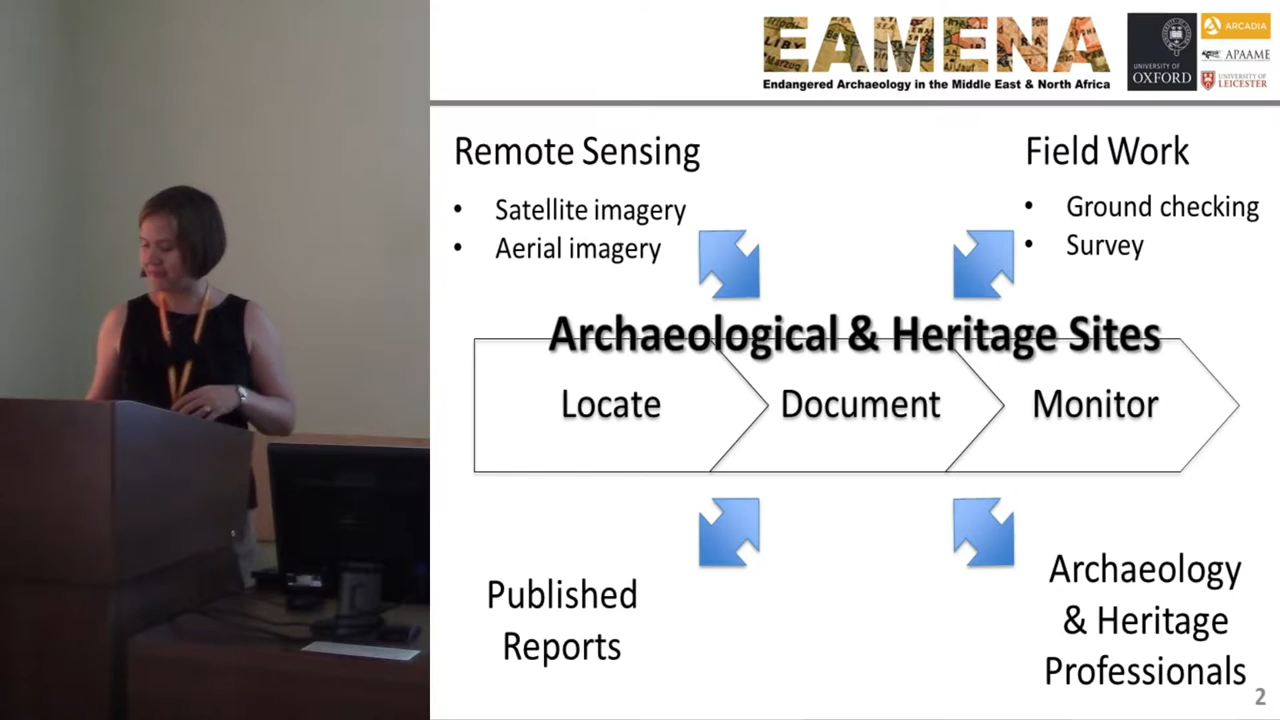 EAMENA
Endangered Archaeology in the Middle East & North Africa
UNIVERSITY OF
OXFORD
ARCADIA
APAAME
UNIVERSITY OF
LEICESTER
Remote Sensing
• Satellite imagery
• Aerial imagery
Field Work
• Ground checking
• Survey
Archaeological & Heritage Sites
Locate
Document
Monitor
Published
Reports
Archaeology
& Heritage
Professionals
2